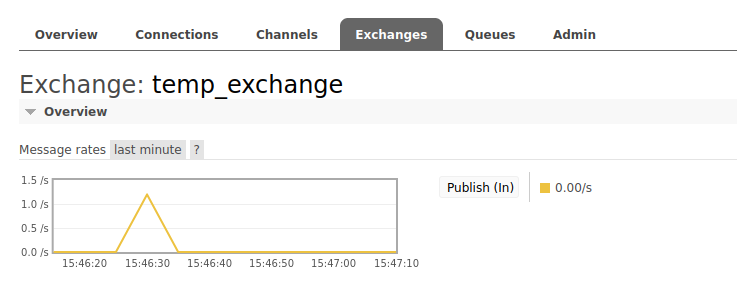 Overview Connections Channels Exchanges Queues Admin
Exchange: temp_exchange
Overview
Message rates last minute ?
1.5 /s
1.0 /s
0.5 /s
0.0 /s
15:46:20 15:46:30 15:46:40 15:46:50 15:47:00 15:47:10
Publish (In) 0.00/s